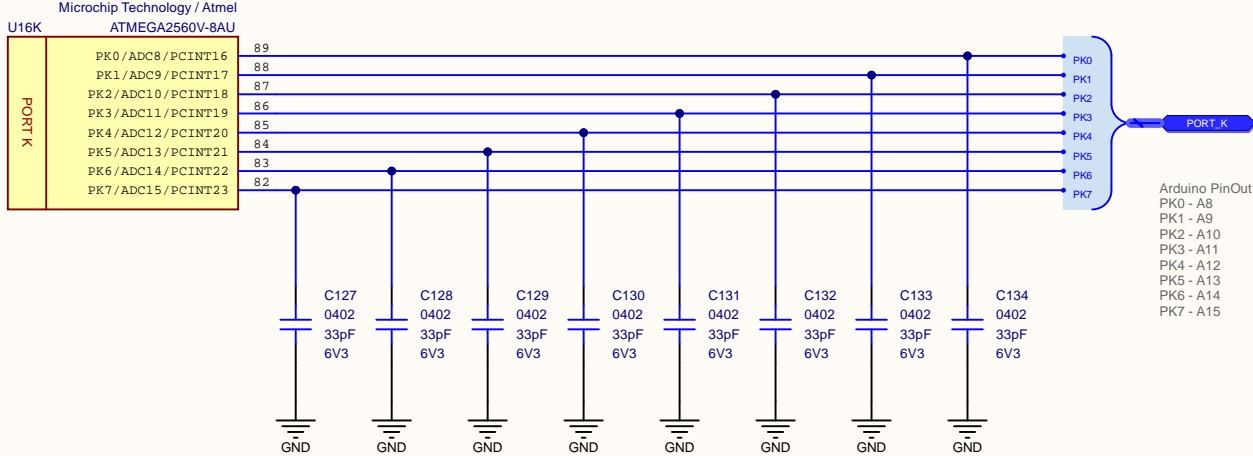 Microchip Technology / Atmel
U16K
ATMEGA2560V-8AU
PORT K
PK0/ADC8/PCINT16
PK1/ADC9/PCINT17
PK2/ADC10/PCINT18
PK3/ADC11/PCINT19
PK4/ADC12/PCINT20
PK5/ADC13/PCINT21
PK6/ADC14/PCINT22
PK7/ADC15/PCINT23
89
88
87
86
85
84
83
82
PK0
PK1
PK2
PK3
PK4
PK5
PK6
PK7
PORT_K
Arduino PinOut
PK0 - A8
PK1 - A9
PK2 - A10
PK3 - A11
PK4 - A12
PK5 - A13
PK6 - A14
PK7 - A15
C127
0402
33pF
6V3
C128
0402
33pF
6V3
C129
0402
33pF
6V3
C130
0402
33pF
6V3
C131
0402
33pF
6V3
C132
0402
33pF
6V3
C133
0402
33pF
6V3
C134
0402
33pF
6V3
GND
GND
GND
GND
GND
GND
GND
GND